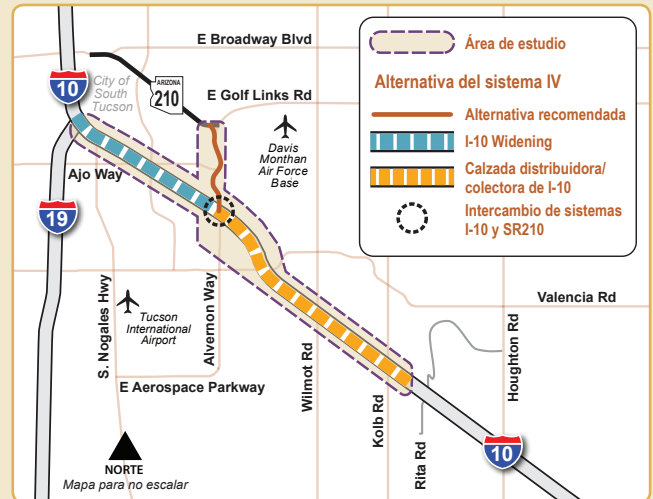 E Broadway Blvd
10
City of
South
Tucson
ARIZONA
210
E Golf Links Rd
Davis
Monthan
Air Force
Base
Ajo Way
19
S. Nogales Hwy
Tucson
International
Airport
Alvernon Way
E Aerospace Parkway
Wilmot Rd
Kolb Rd
Rita Rd
Houghton Rd
Valencia Rd
10
NORTE
Mapa para no escalar
Área de estudio
Alternativa del sistema IV
Alternativa recomendada
I-10 Widening
Calzada distribuidora/
colectora de I-10
Intercambio de sistemas
I-10 y SR210